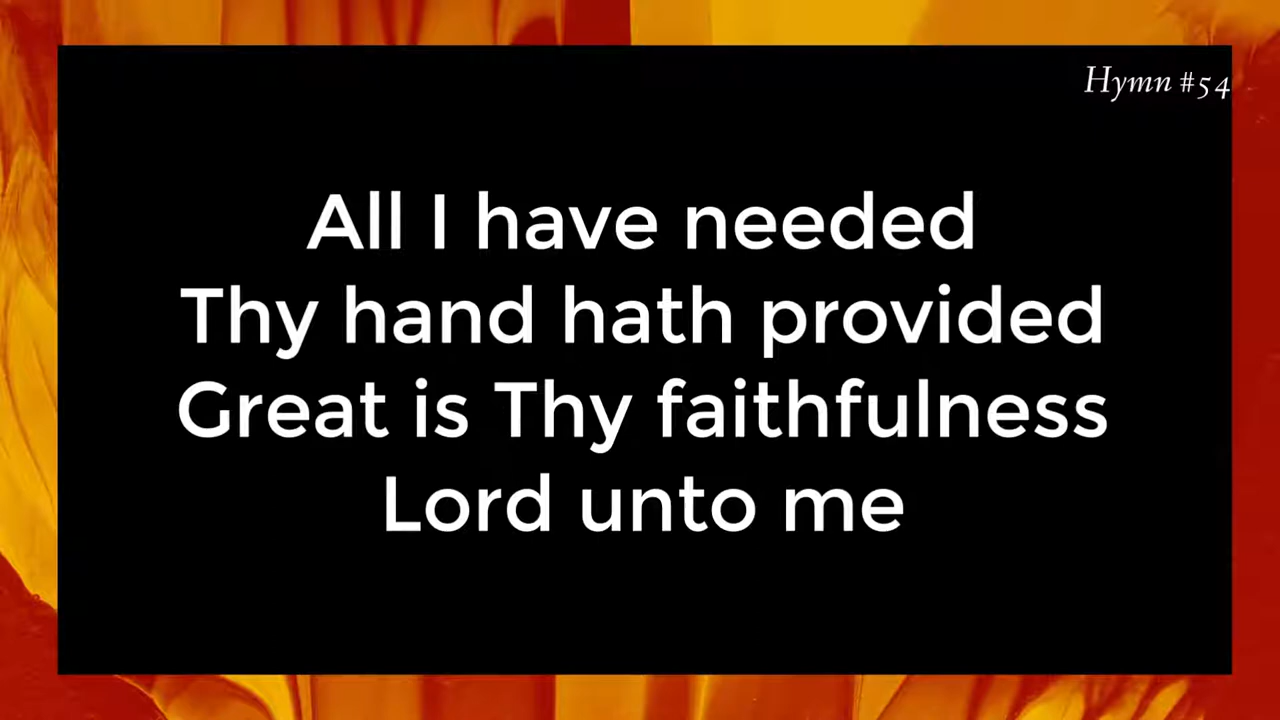 Hymn #54
All I have needed
Thy hand hath provided
Great is Thy faithfulness
Lord unto me